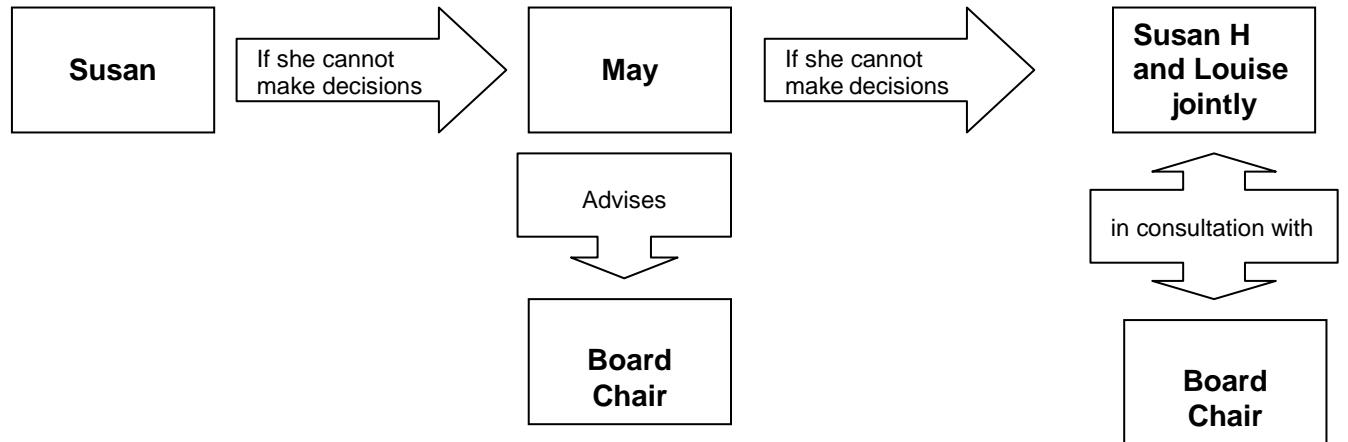 Susan
If she cannot
make decisions
May
If she cannot
make decisions
Susan H
and Louise
jointly
Advises
in consultation with
Board
Chair
Board
Chair